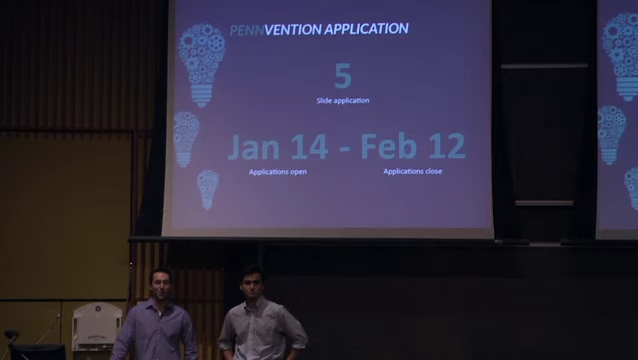 PENNVENTION APPLICATION
5
Slide application
Jan 14 - Feb 12
Applications open Applications close